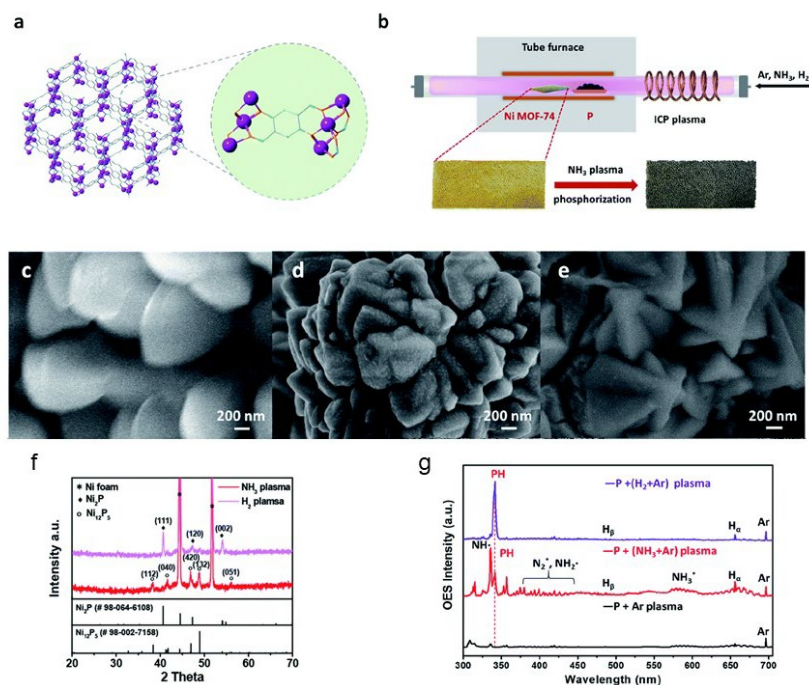 a
b
Tube furnace
Ar, NH3, H2
Ni MOF-74
P
ICP plasma
NH3 plasma
phosphorization
c
d
e
200 nm
200 nm
200 nm
f
Intensity a.u.
✱ Ni foam
♦ Ni2P
o Ni12P5
NH3 plasma
H2 plamsa
(111)
(120)
(002)
(112)
(040)
(420)
(132)
(051)
Ni2P (# 98-064-6108)
Ni12P5 (# 98-002-7158)
20 30 40 50 60 70
2 Theta
g
OES Intensity (a.u.)
PH
—P +(H2+Ar) plasma
Hβ
Hα
Ar
NH
PH
—P + (NH3+Ar) plasma
N2*, NH2*
Hβ
NH3*
Hα
Ar
—P + Ar plasma
Ar
300 350 400 450 500 550 600 650 700
Wavelength (nm)